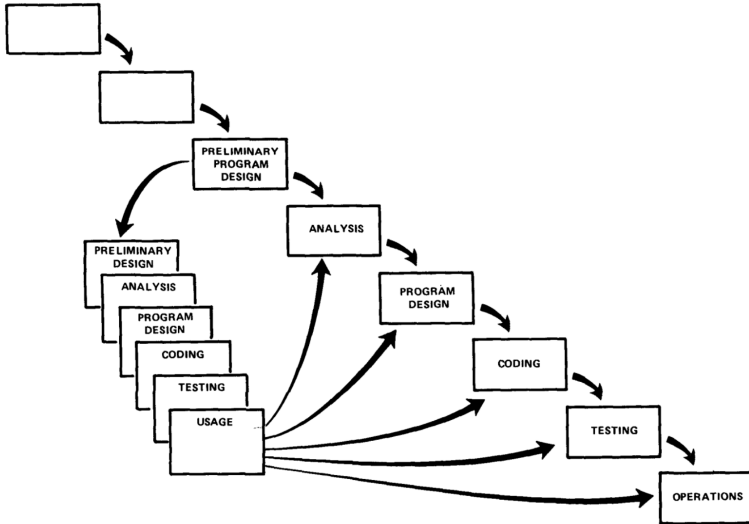 PRELIMINARY
PROGRAM
DESIGN
ANALYSIS
PROGRAM
DESIGN
CODING
TESTING
OPERATIONS
PRELIMINARY
DESIGN
ANALYSIS
PROGRAM
DESIGN
CODING
TESTING
USAGE